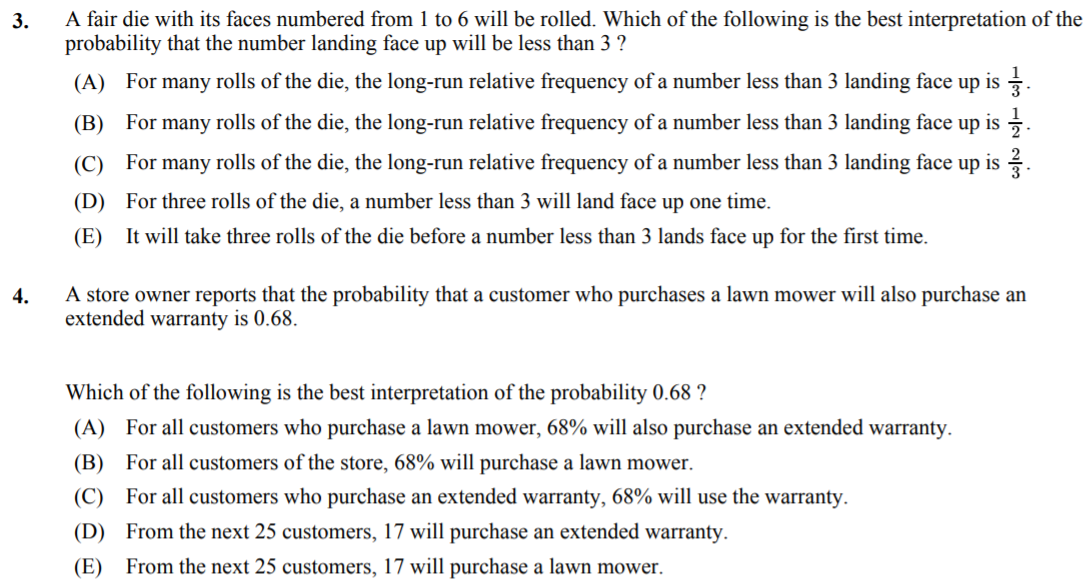 3. A fair die with its faces numbered from 1 to 6 will be rolled. Which of the following is the best interpretation of the
probability that the number landing face up will be less than 3 ?
(A) For many rolls of the die, the long-run relative frequency of a number less than 3 landing face up is 1/3.
(B) For many rolls of the die, the long-run relative frequency of a number less than 3 landing face up is 1/2.
(C) For many rolls of the die, the long-run relative frequency of a number less than 3 landing face up is 2/3.
(D) For three rolls of the die, a number less than 3 will land face up one time.
(E) It will take three rolls of the die before a number less than 3 lands face up for the first time.
4. A store owner reports that the probability that a customer who purchases a lawn mower will also purchase an
extended warranty is 0.68.
Which of the following is the best interpretation of the probability 0.68 ?
(A) For all customers who purchase a lawn mower, 68% will also purchase an extended warranty.
(B) For all customers of the store, 68% will purchase a lawn mower.
(C) For all customers who purchase an extended warranty, 68% will use the warranty.
(D) From the next 25 customers, 17 will purchase an extended warranty.
(E) From the next 25 customers, 17 will purchase a lawn mower.